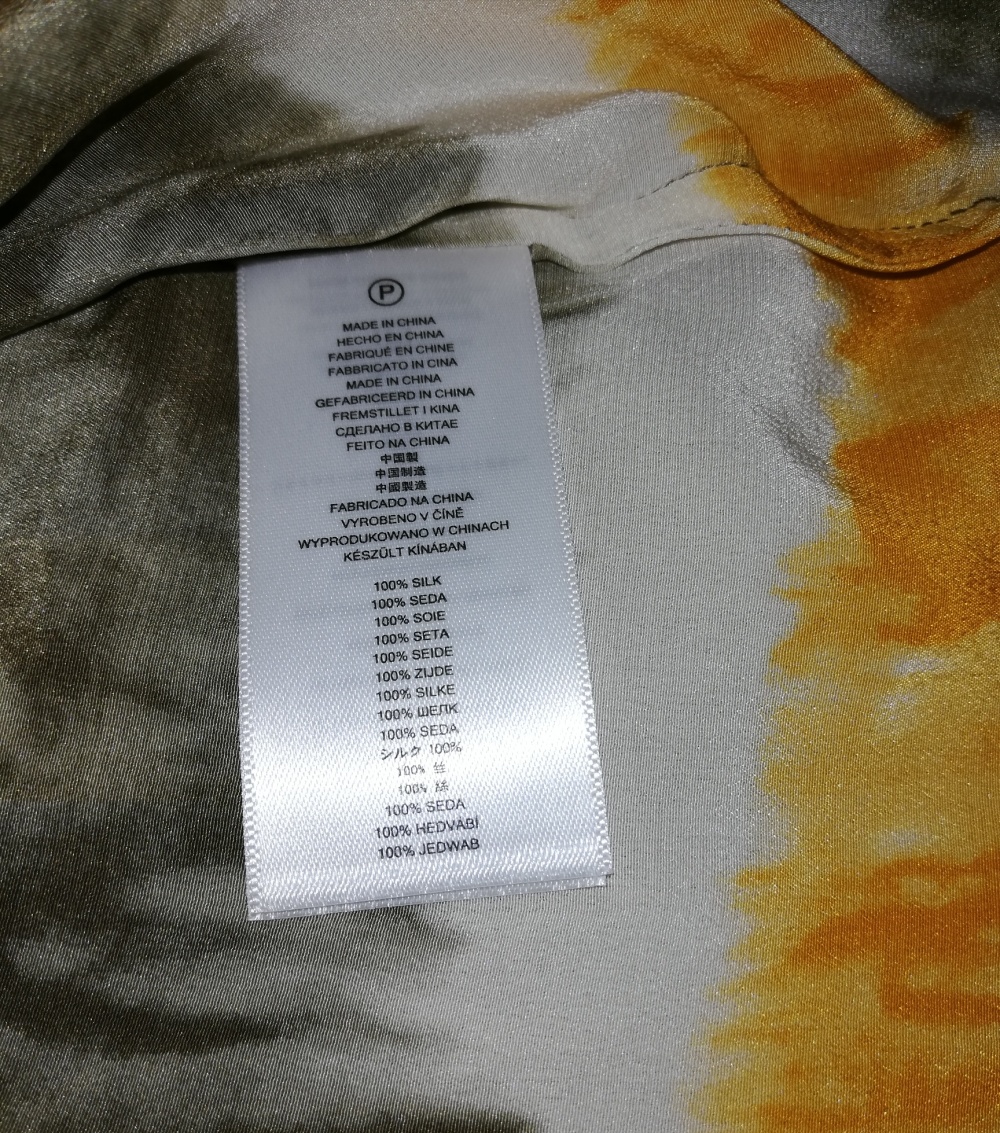 P
MADE IN CHINA
HECHO EN CHINA
FABRIQUÉ EN CHINE
FABBRICATO IN CINA
MADE IN CHINA
GEFABRICEERD IN CHINA
FREMSTILLET I KINA
СДЕЛАНО В КИТАЕ
FEITO NA CHINA
中国製
中国制造
中國製造
FABRICADO NA CHINA
VYROBENO V ČÍNĚ
WYPRODUKOWANO W CHINACH
KÉSZÜLT KÍNÁBAN
100% SILK
100% SEDA
100% SOIE
100% SETA
100% SEIDE
100% ZIJDE
100% SILKE
100% ШЕЛК
100% SEDA
シルク 100%
100% 丝
100% 絲
100% SEDA
100% HEDVÁBÍ
100% JEDWAB